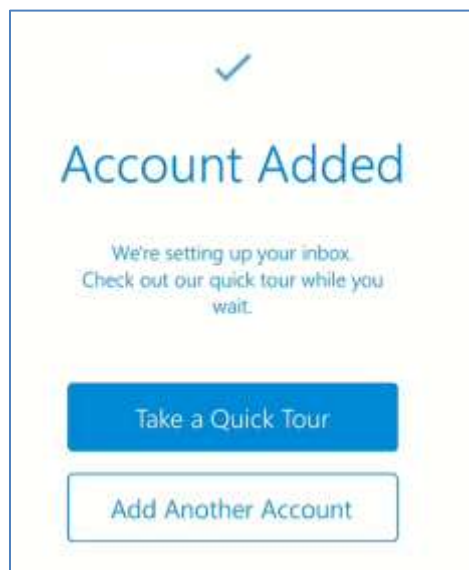 Account Added
We're setting up your inbox.
Check out our quick tour while you
wait.
Take a Quick Tour
Add Another Account